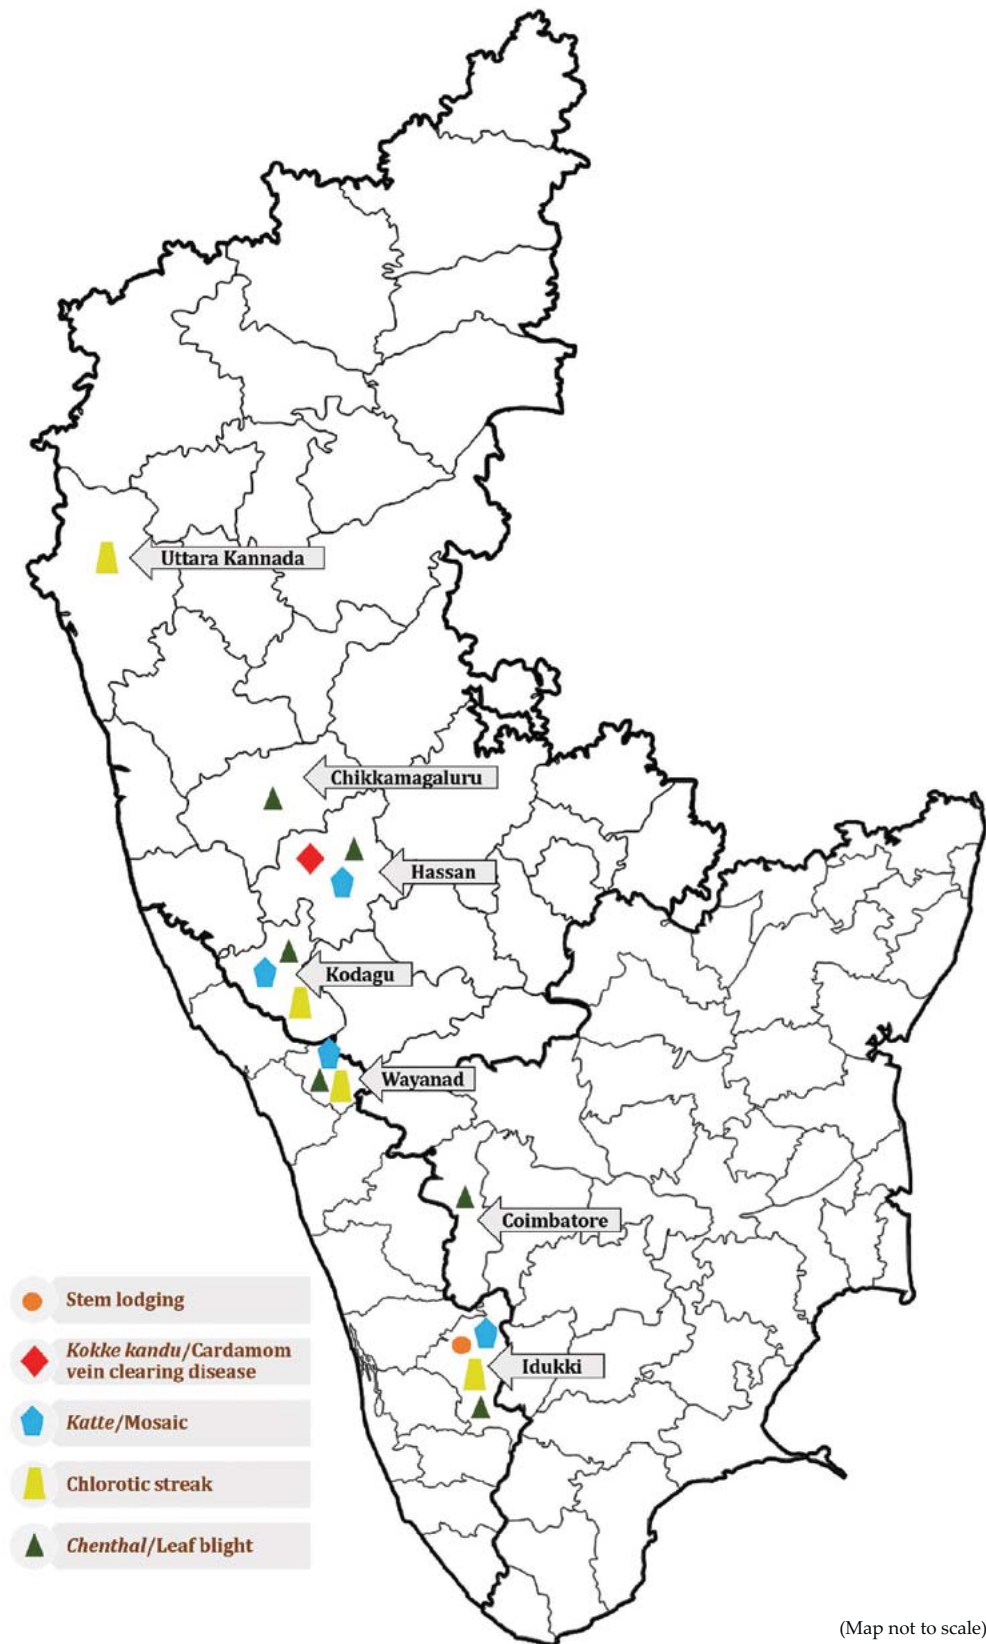 Uttara Kannada
Chikkamagaluru
Hassan
Kodagu
Wayanad
Coimbatore
Stem lodging
Kokke kandu/Cardamom
vein clearing disease
Idukki
Katte/Mosaic
Chlorotic streak
Chenthal/Leaf blight
(Map not to scale)